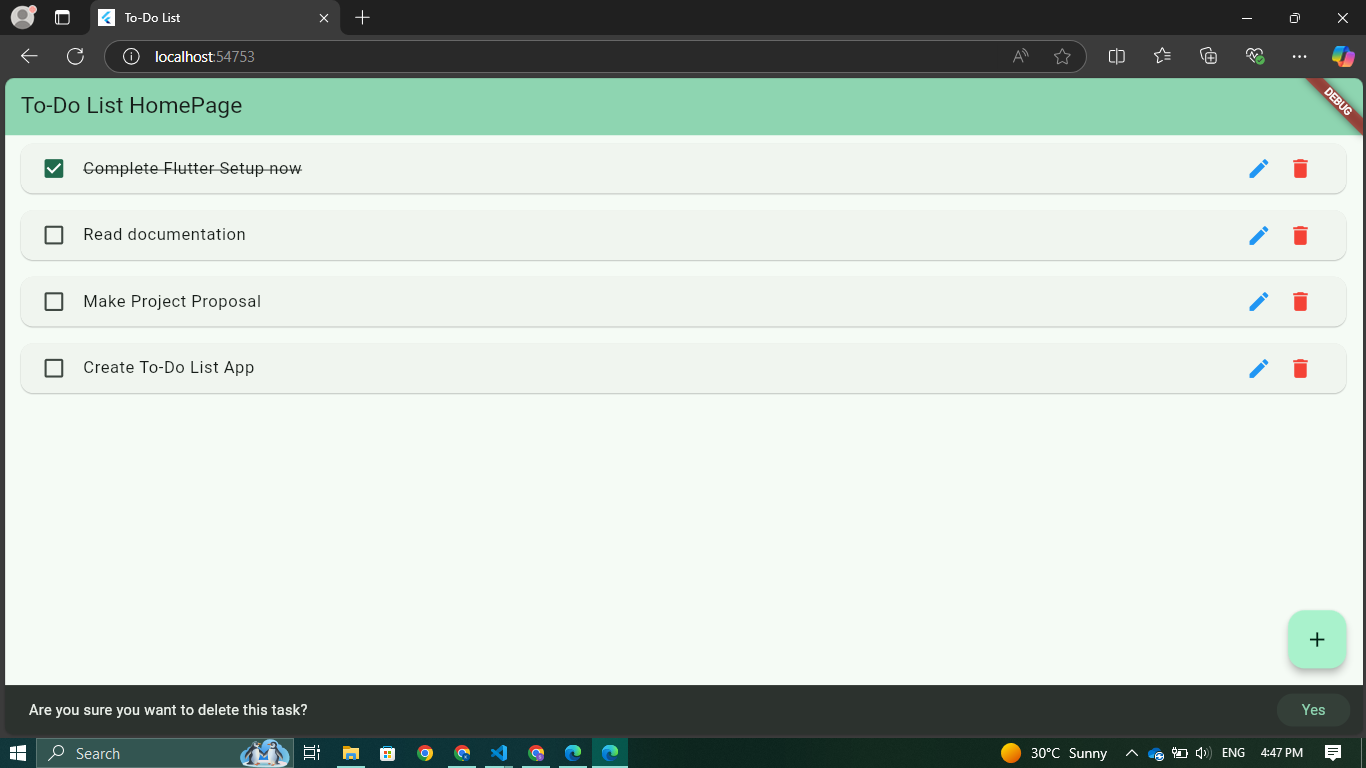 To-Do List
localhost:54753
To-Do List HomePage
DEBUG
Complete Flutter Setup now
Read documentation
Make Project Proposal
Create To-Do List App
Are you sure you want to delete this task?
Yes
Search
30°C Sunny
ENG
4:47 PM